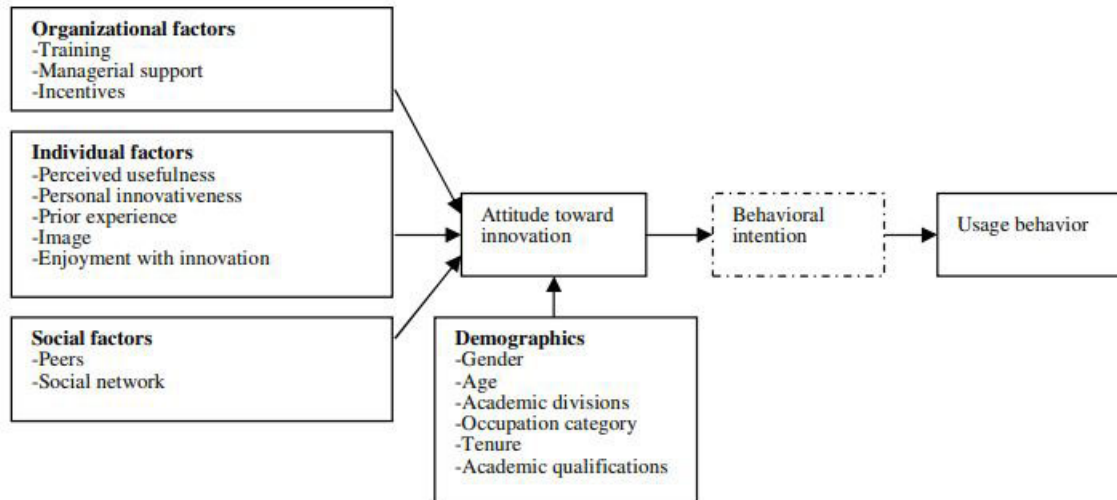 Organizational factors
-Training
-Managerial support
-Incentives
Individual factors
-Perceived usefulness
-Personal innovativeness
-Prior experience
-Image
-Enjoyment with innovation
Social factors
-Peers
-Social network
Attitude toward
innovation
Behavioral
intention
Usage behavior
Demographics
-Gender
-Age
-Academic divisions
-Occupation category
-Tenure
-Academic qualifications